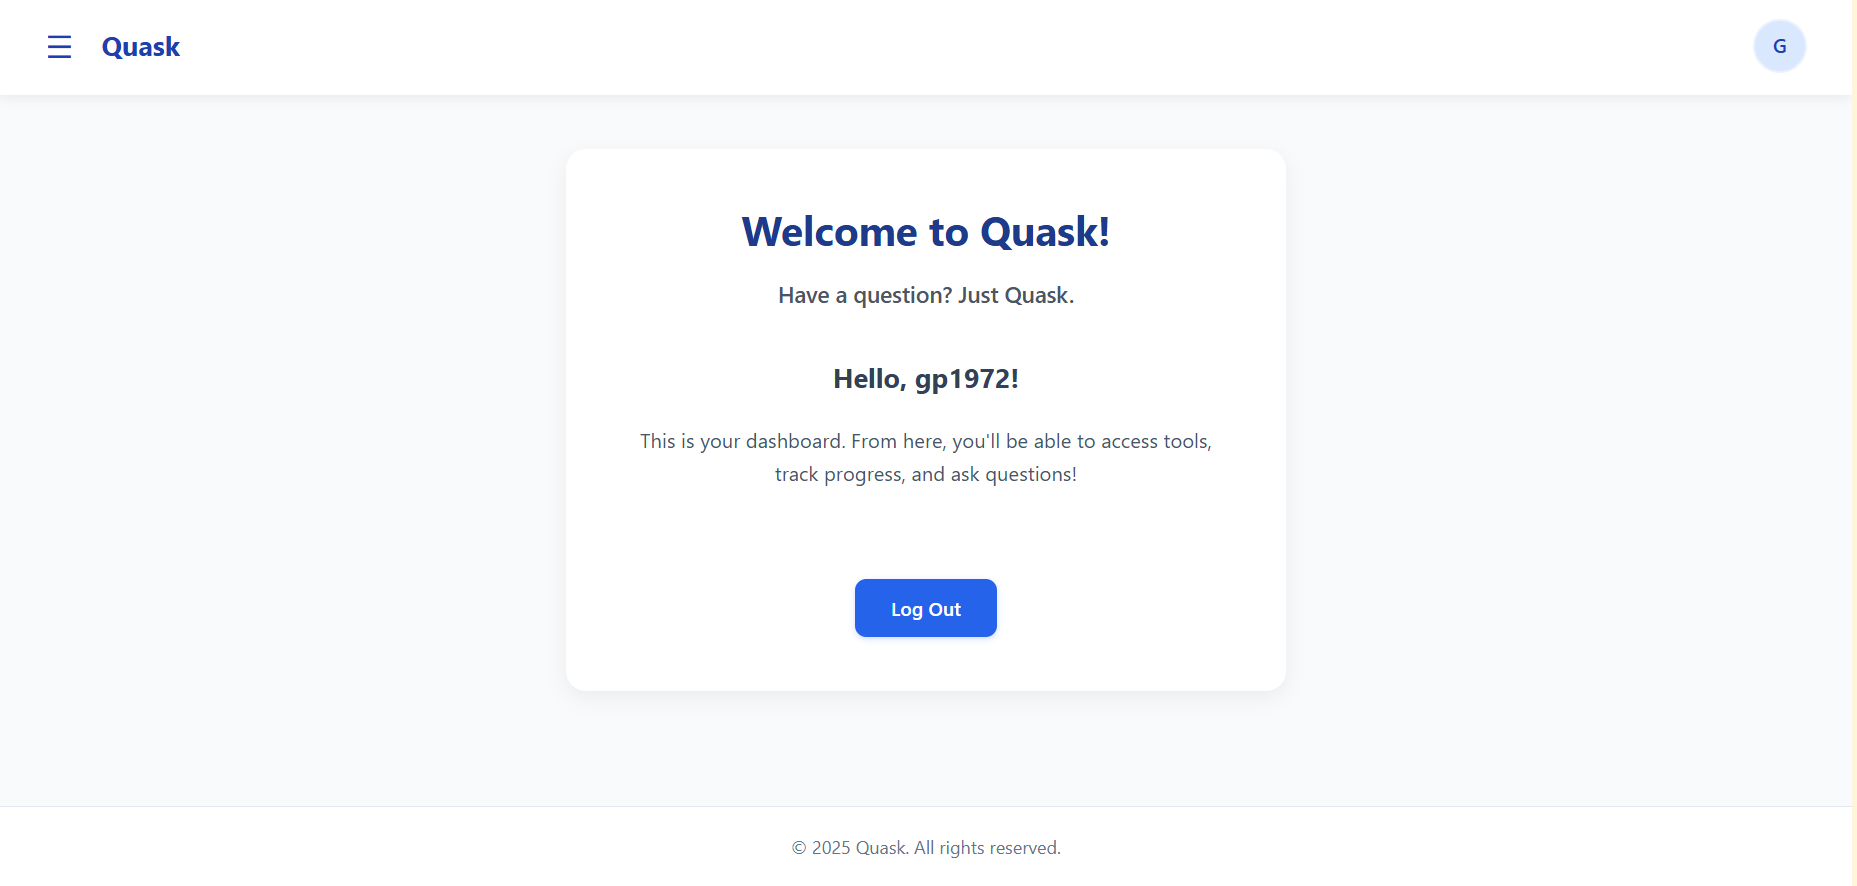 Quask
G
Welcome to Quask!
Have a question? Just Quask.
Hello, gp1972!
This is your dashboard. From here, you'll be able to access tools,
track progress, and ask questions!
Log Out
© 2025 Quask. All rights reserved.